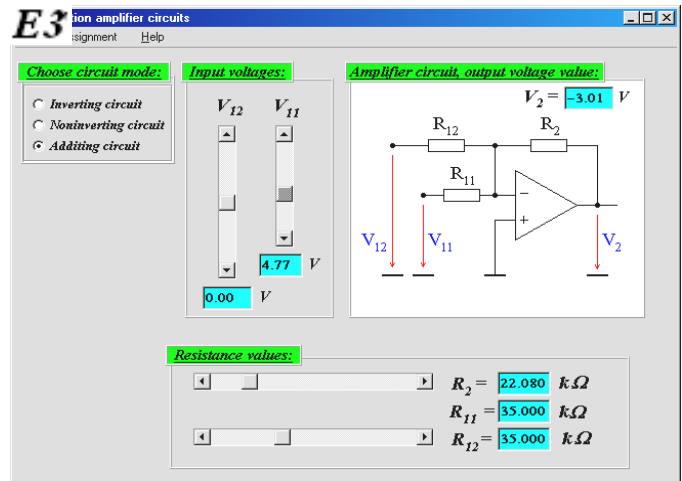 E3
tion amplifier circuits
signment Help
Choose circuit mode:
Inverting circuit
Noninverting circuit
Additing circuit
Input voltages:
V12 V11
4.77 V
0.00 V
Amplifier circuit, output voltage value:
V2 = -3.01 V
R12 R2
R11
V12 V11 V2
Resistance values:
R2 = 22.080 kΩ
R11 = 35.000 kΩ
R12 = 35.000 kΩ